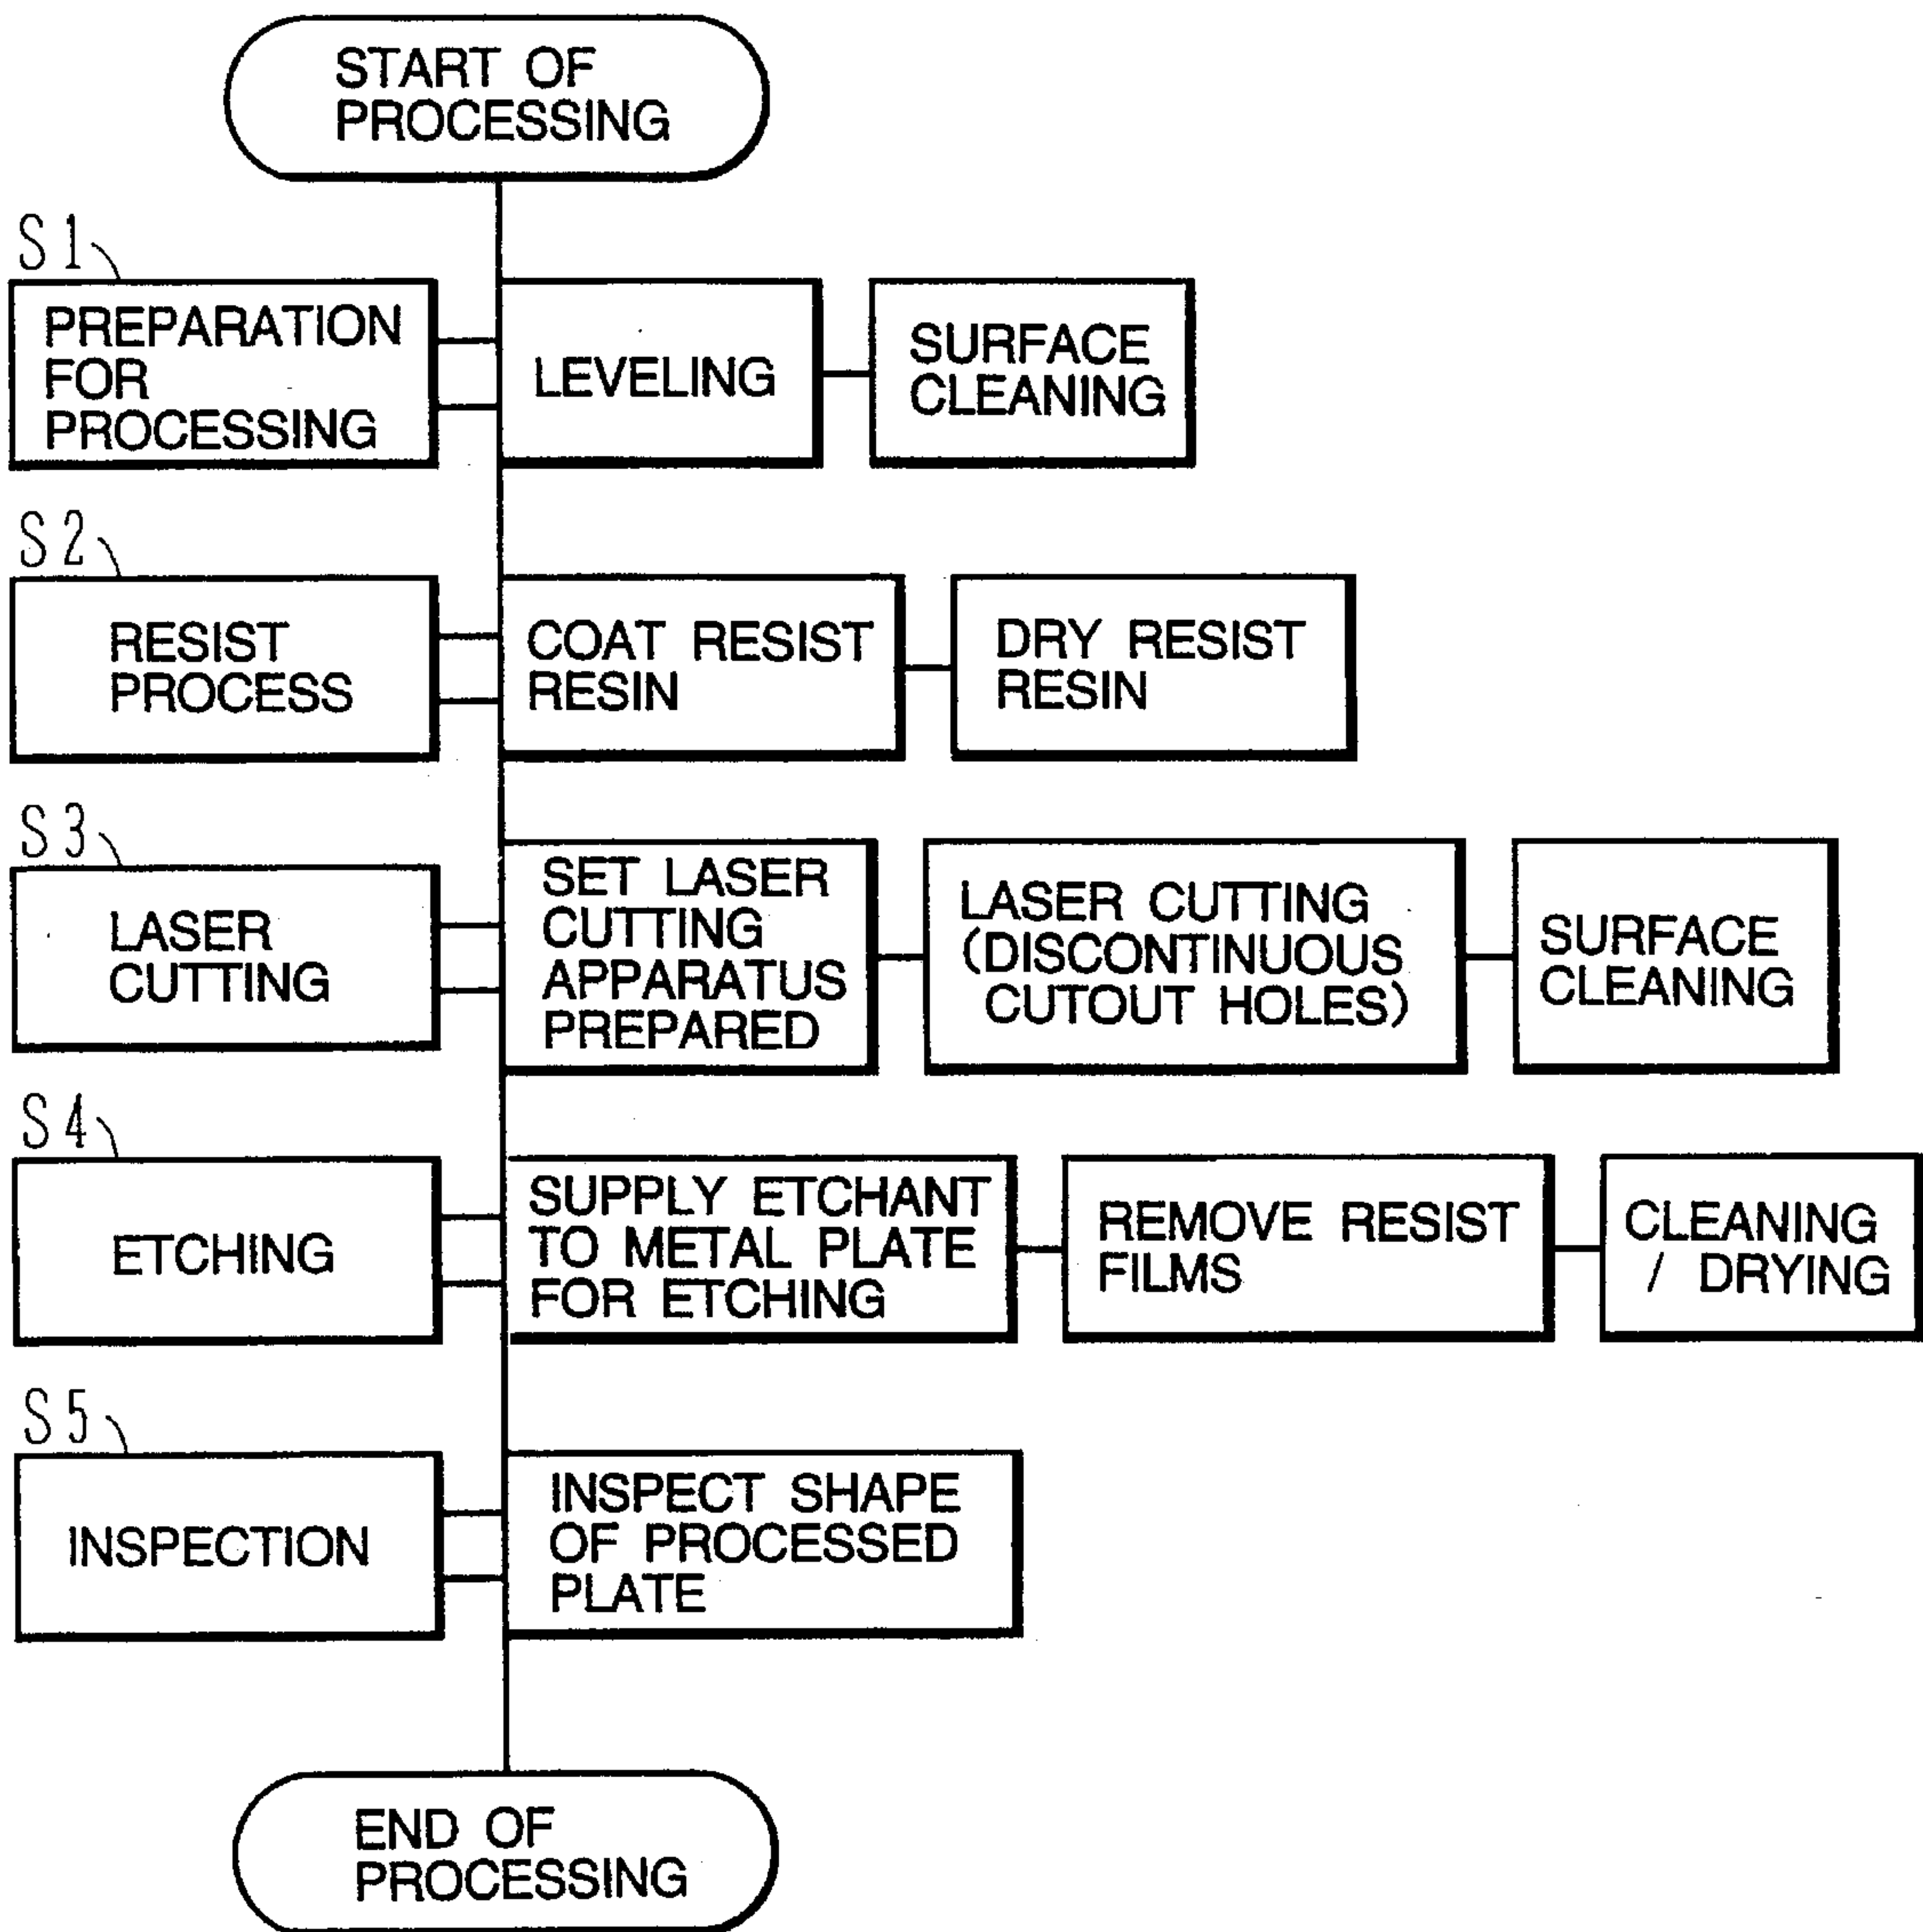 START OF
PROCESSING
S1
PREPARATION
FOR
PROCESSING
LEVELING
SURFACE
CLEANING
S2
RESIST
PROCESS
COAT RESIST
RESIN
DRY RESIST
RESIN
S3
LASER
CUTTING
SET LASER
CUTTING
APPARATUS
PREPARED
LASER CUTTING
(DISCONTINUOUS
CUTOUT HOLES)
SURFACE
CLEANING
S4
ETCHING
SUPPLY ETCHANT
TO METAL PLATE
FOR ETCHING
REMOVE RESIST
FILMS
CLEANING
/ DRYING
S5
INSPECTION
INSPECT SHAPE
OF PROCESSED
PLATE
END OF
PROCESSING